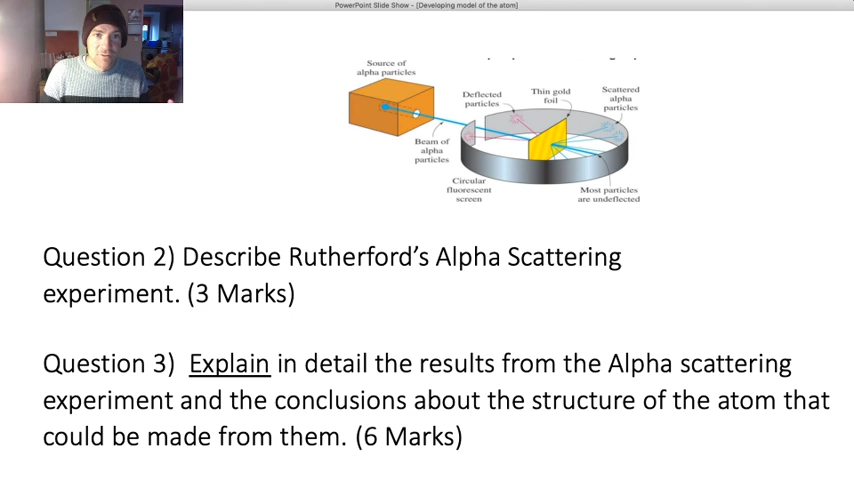 PowerPoint Slide Show - [Developing model of the atom]
Source of
alpha particles
Deflected
particles
Thin gold
foil
Scattered
alpha
particles
Beam of
alpha
particles
Circular
fluorescent
screen
Most particles
are undeflected
Question 2) Describe Rutherford's Alpha Scattering
experiment. (3 Marks)
Question 3) Explain in detail the results from the Alpha scattering
experiment and the conclusions about the structure of the atom that
could be made from them. (6 Marks)